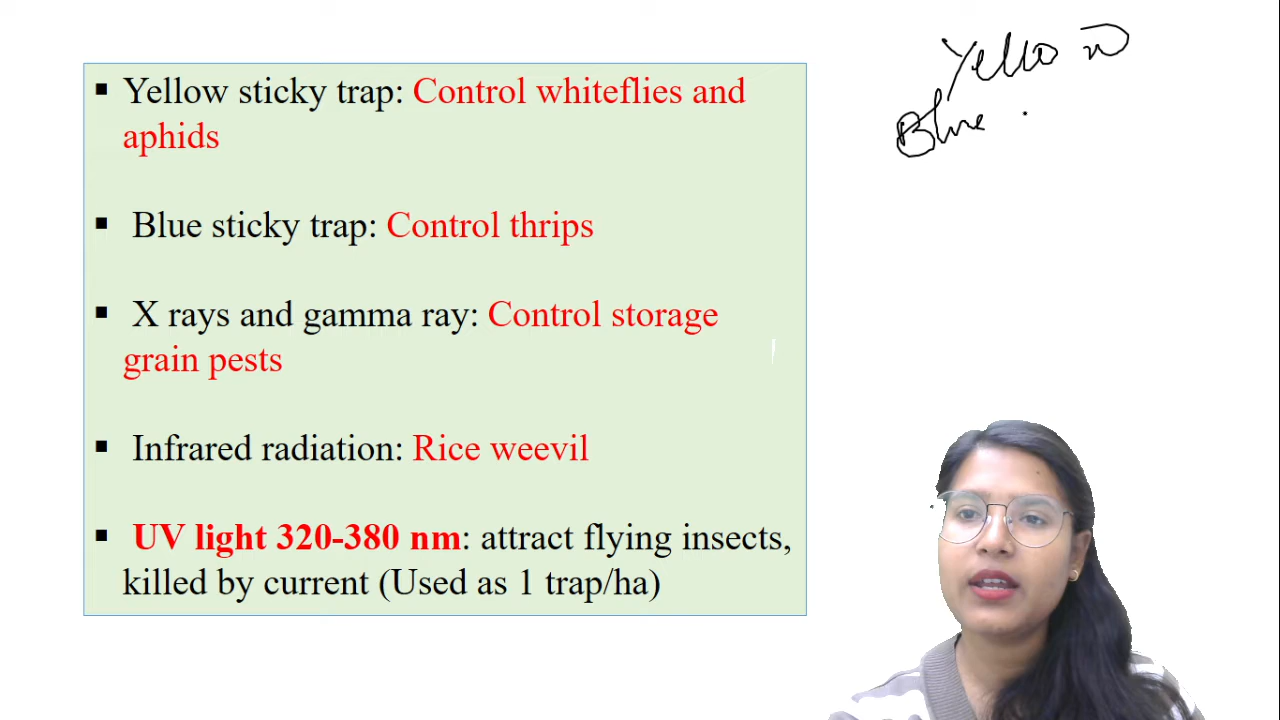 ▪ Yellow sticky trap: Control whiteflies and
aphids
▪ Blue sticky trap: Control thrips
▪ X rays and gamma ray: Control storage
grain pests
▪ Infrared radiation: Rice weevil
▪ UV light 320-380 nm: attract flying insects,
killed by current (Used as 1 trap/ha)
Yellow
Blue